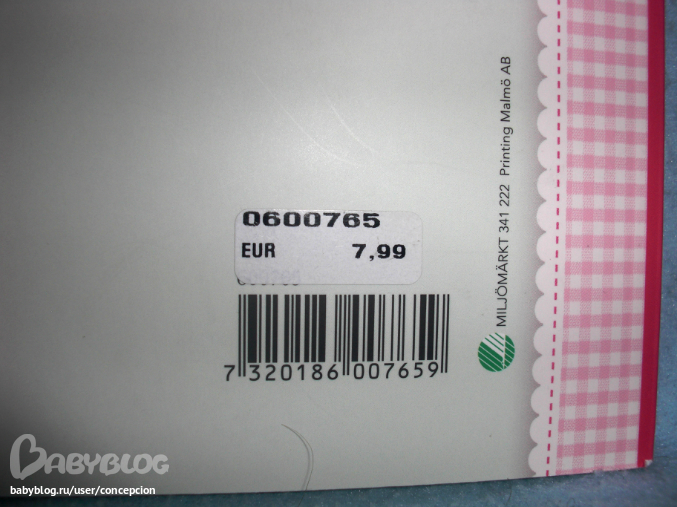 MILJÖMÄRKT 341 222 Printing Malmö AB
0600765
EUR 7,99
7 320186 007659
BABYBLOG
babyblog.ru/user/concepcion